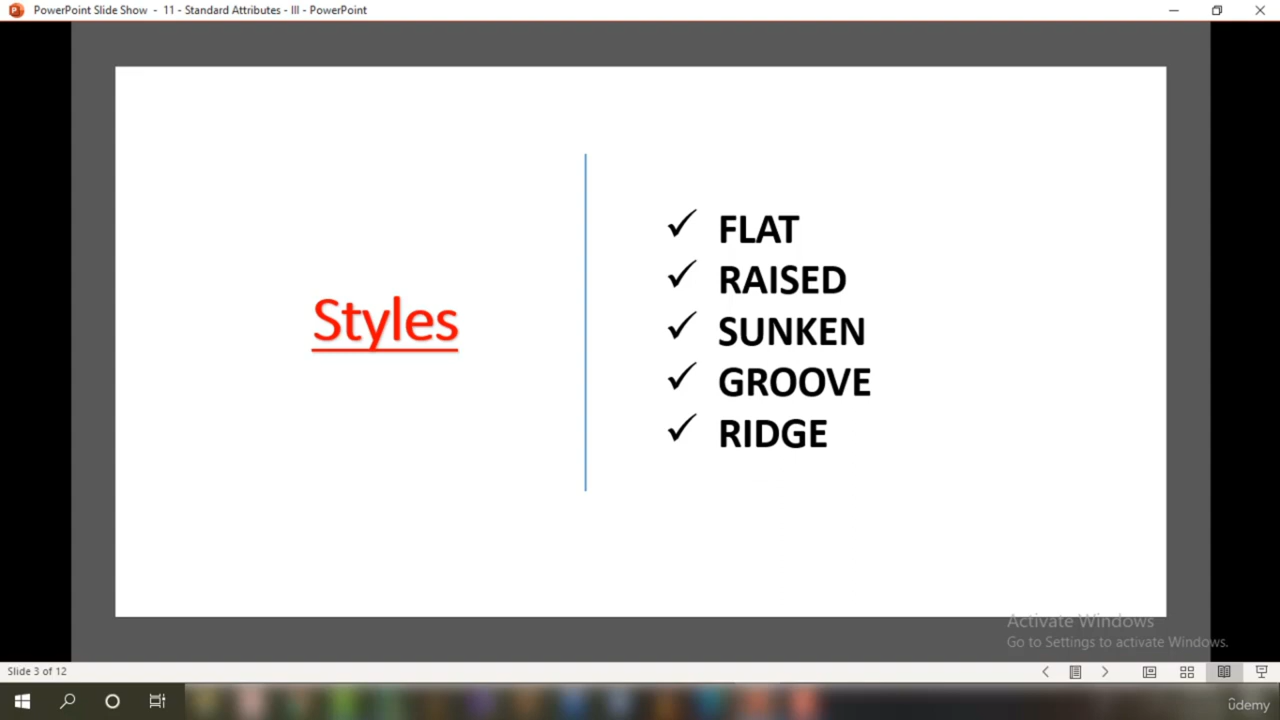 PowerPoint Slide Show - 11 - Standard Attributes - III - PowerPoint
Styles
✓ FLAT
✓ RAISED
✓ SUNKEN
✓ GROOVE
✓ RIDGE
Activate Windows
Go to Settings to activate Windows.
Slide 3 of 12
ûdemy